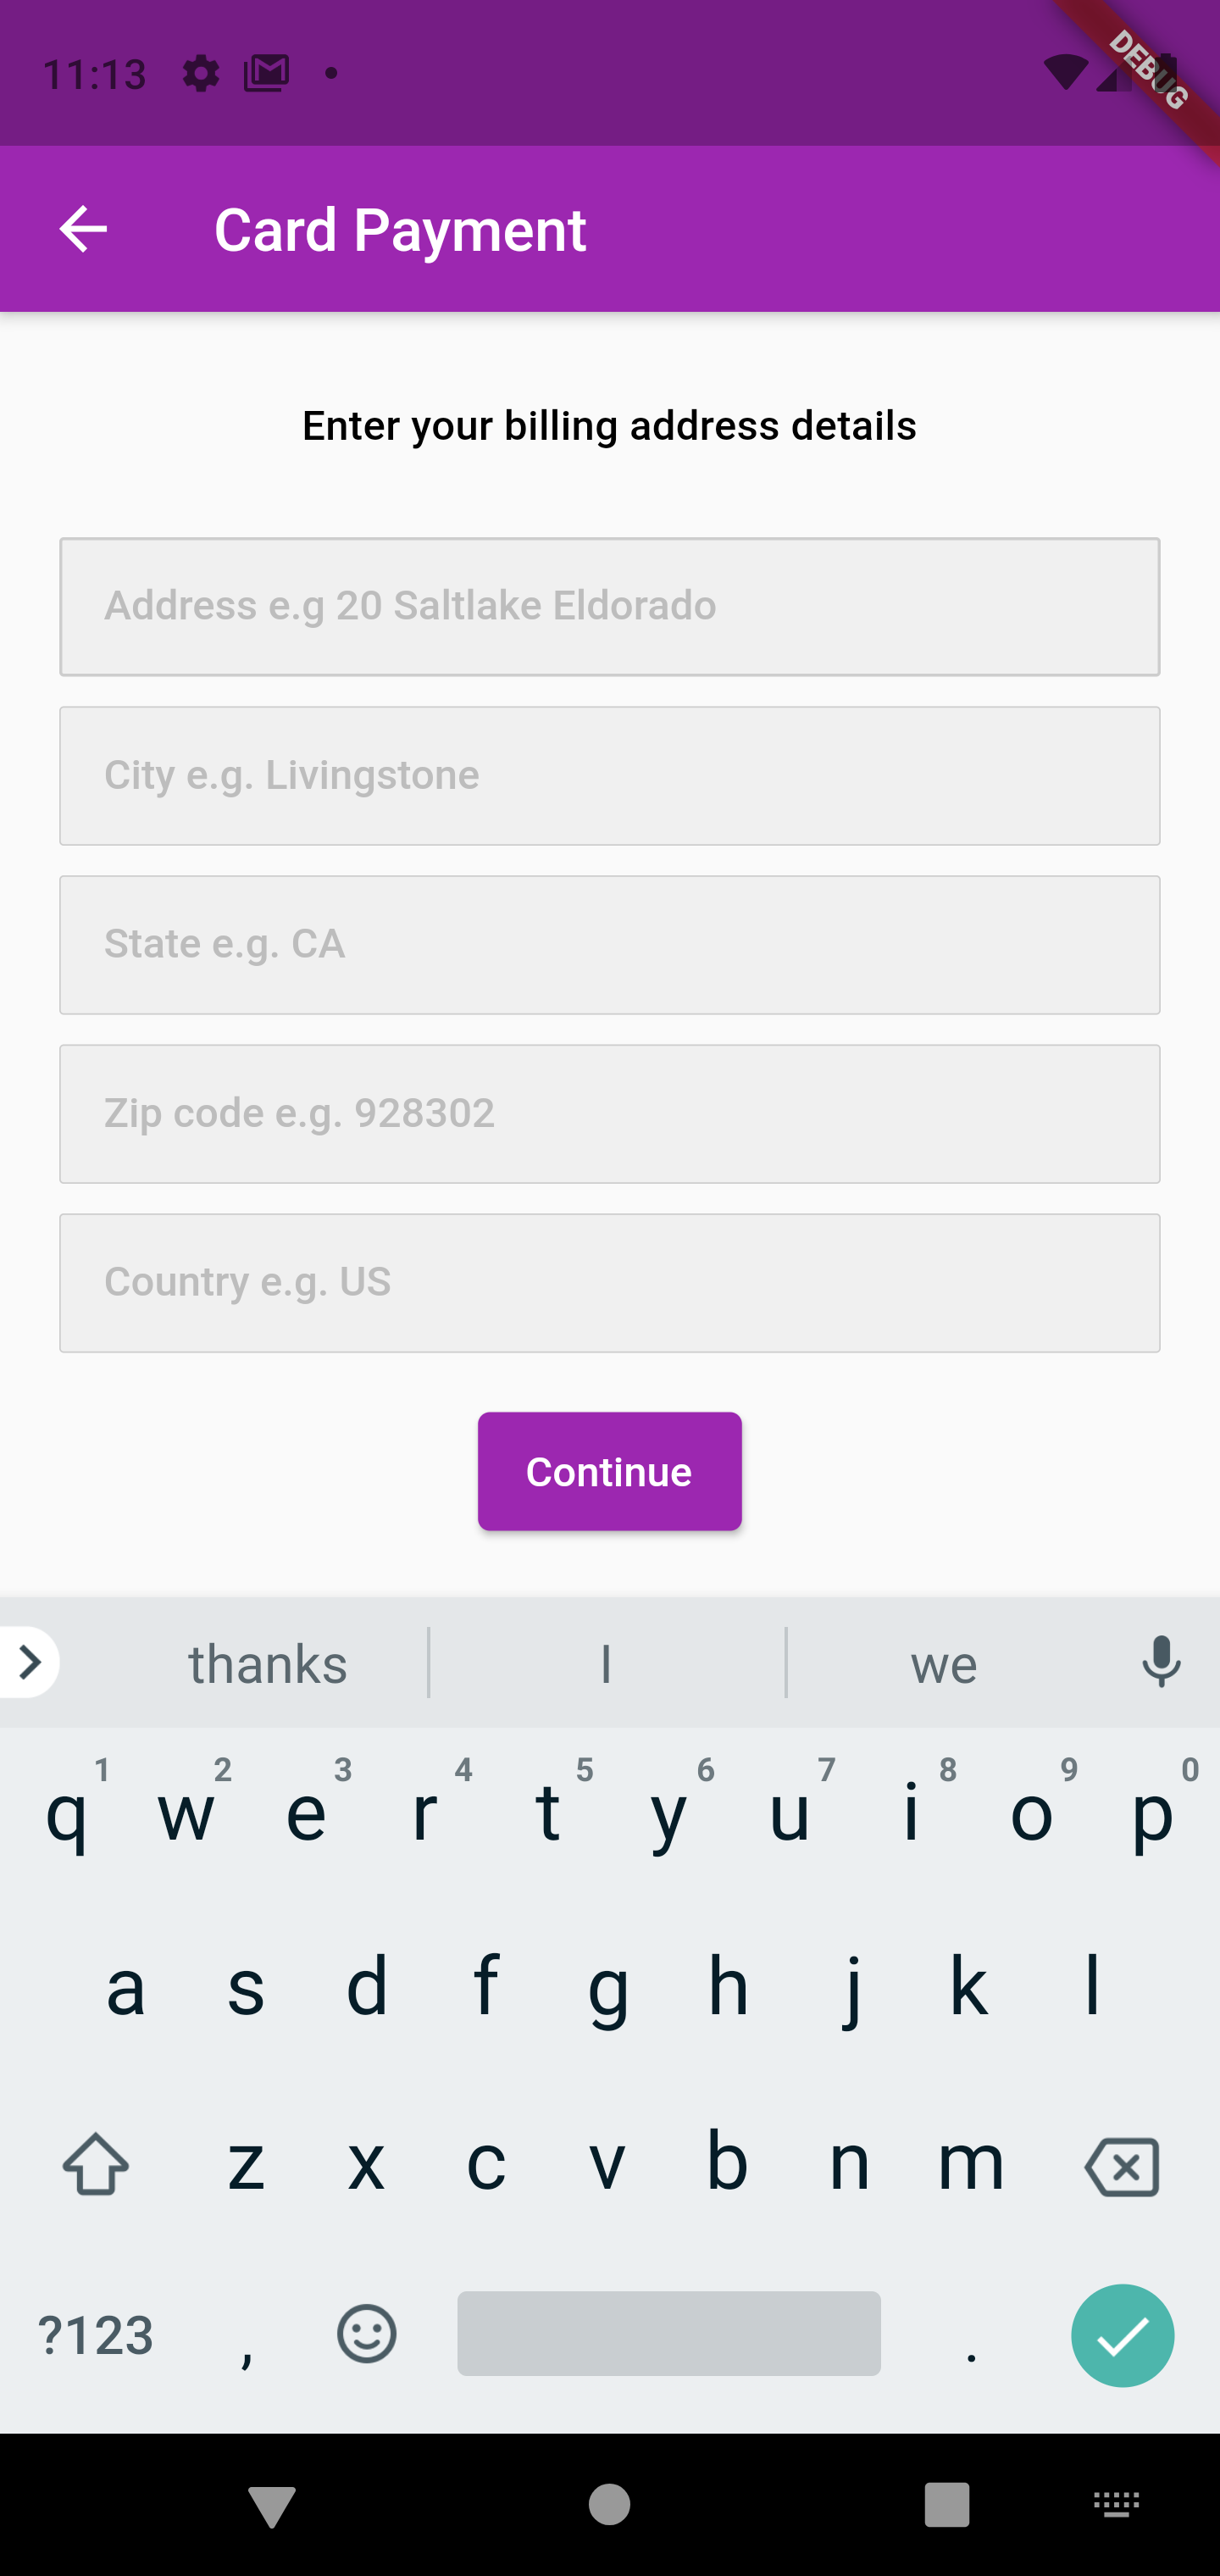 11:13
DEBUG
Card Payment
Enter your billing address details
Address e.g 20 Saltlake Eldorado
City e.g. Livingstone
State e.g. CA
Zip code e.g. 928302
Country e.g. US
Continue
thanks I we
1 2 3 4 5 6 7 8 9 0
q w e r t y u i o p
a s d f g h j k l
z x c v b n m
?123 , .